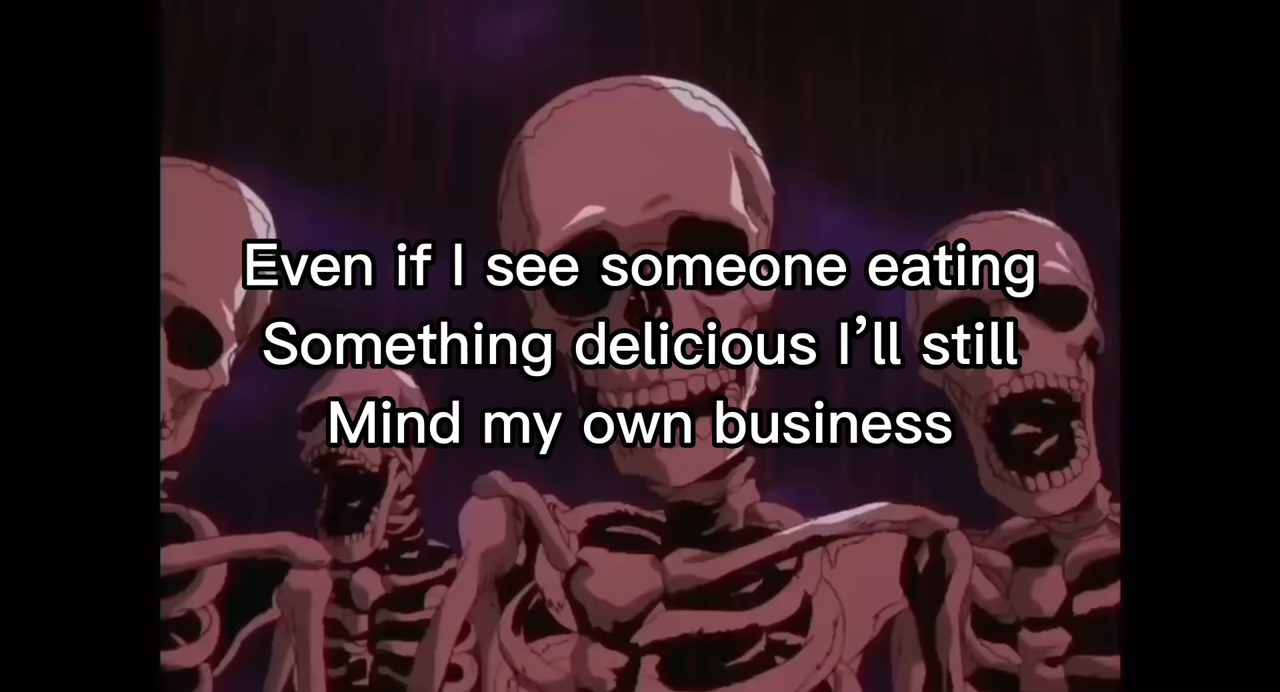 Even if I see someone eating
Something delicious I’ll still
Mind my own business